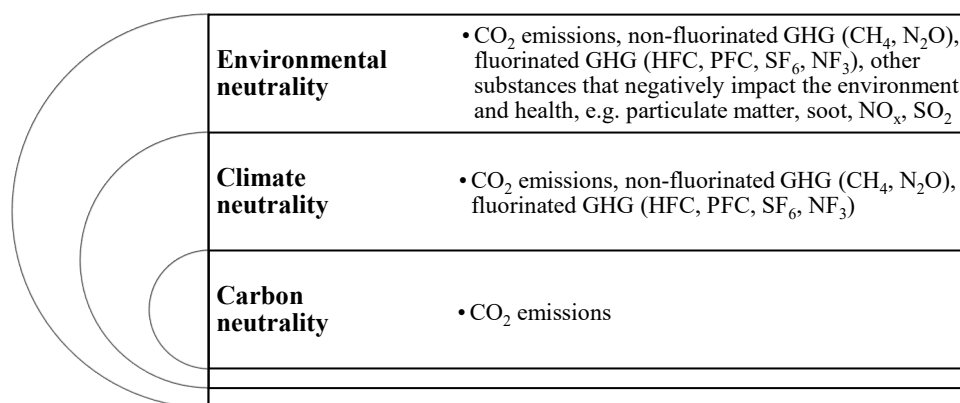 Environmental
neutrality
• CO₂ emissions, non-fluorinated GHG (CH₄, N₂O),
fluorinated GHG (HFC, PFC, SF₆, NF₃), other
substances that negatively impact the environment
and health, e.g. particulate matter, soot, NOₓ, SO₂
Climate
neutrality
• CO₂ emissions, non-fluorinated GHG (CH₄, N₂O),
fluorinated GHG (HFC, PFC, SF₆, NF₃)
Carbon
neutrality
• CO₂ emissions